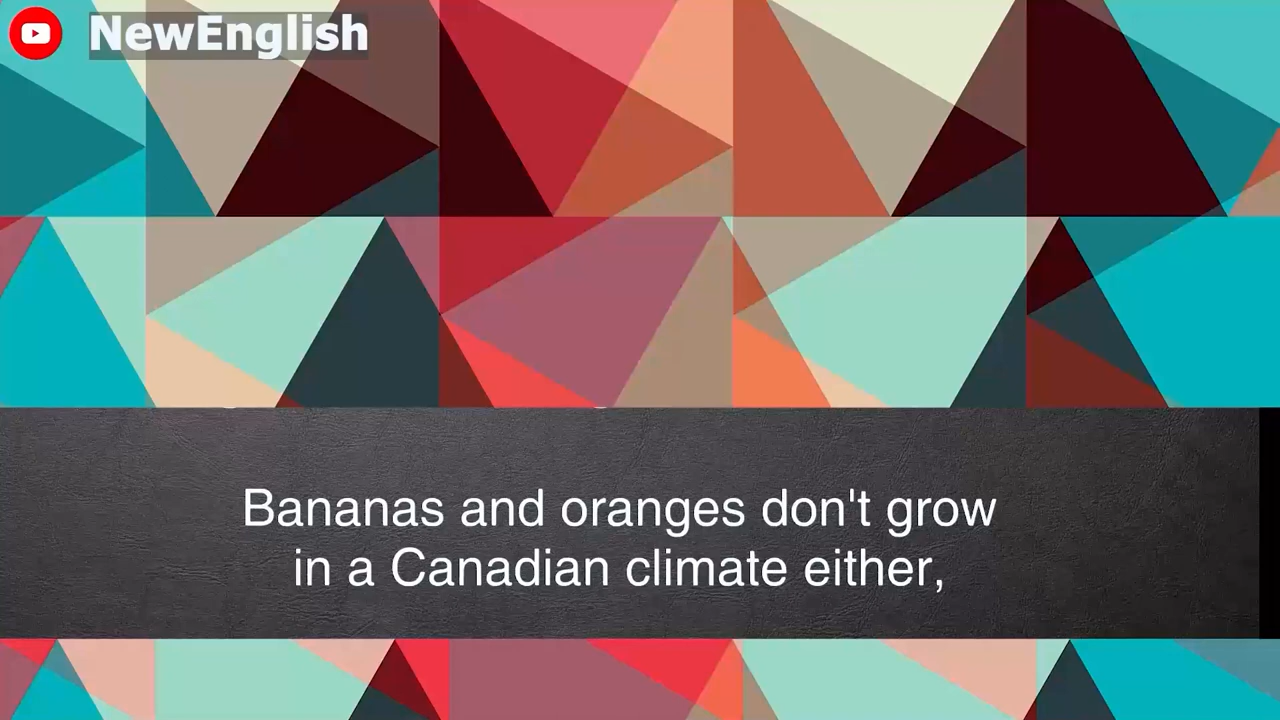 NewEnglish
Bananas and oranges don't grow
in a Canadian climate either,